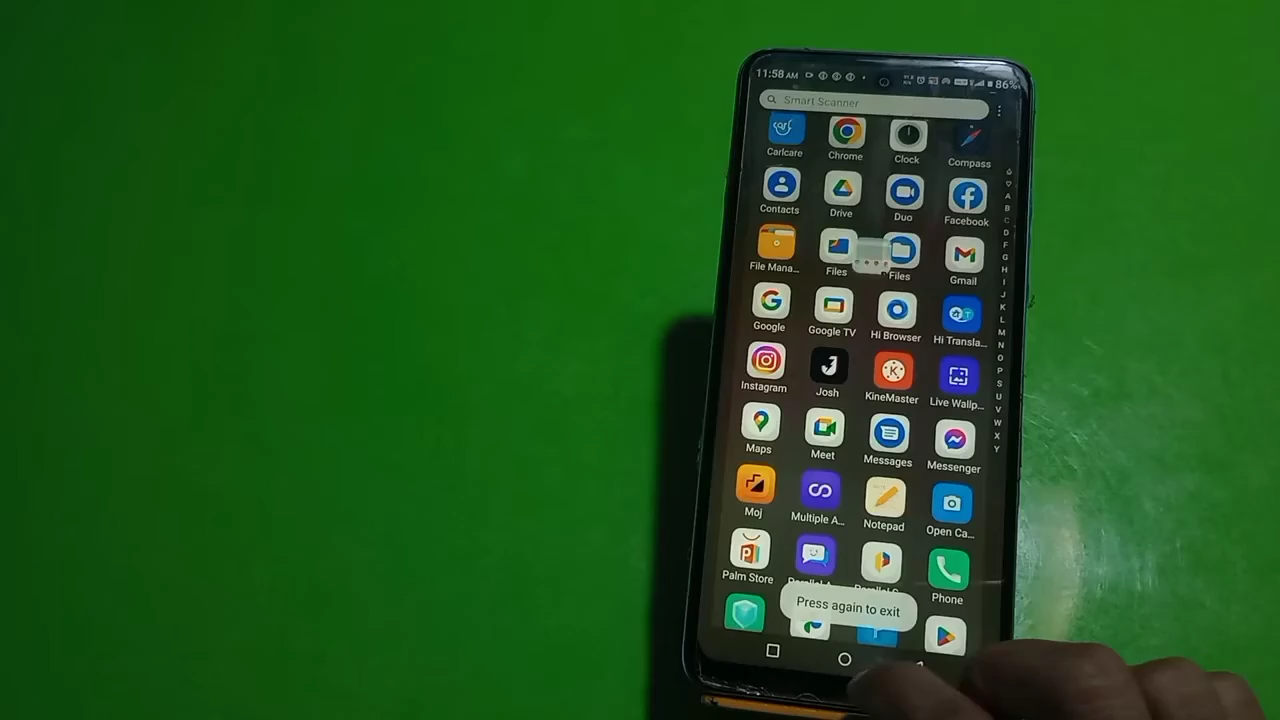 11:58 AM
86%
Smart Scanner
Carlcare
Chrome
Clock
Compass
Contacts
Drive
Duo
Facebook
File Mana...
Files
Files
Gmail
Google
Google TV
Hi Browser
Hi Transla...
Instagram
Josh
KineMaster
Live Wallp...
Maps
Meet
Messages
Messenger
Moj
Multiple A...
Notepad
Open Ca...
Palm Store
Phone
Press again to exit
A
B
C
D
F
G
H
I
J
K
L
M
N
O
P
S
U
V
W
X
Y